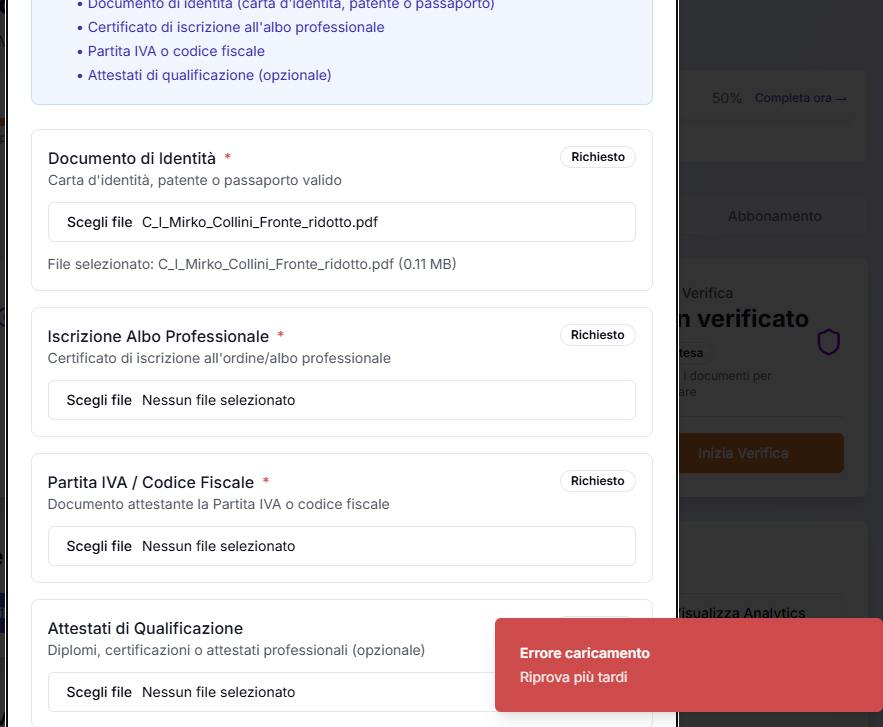 • Documento di identità (carta d'identità, patente o passaporto)
• Certificato di iscrizione all'albo professionale
• Partita IVA o codice fiscale
• Attestati di qualificazione (opzionale)
50% Completa ora →
Documento di Identità *
Richiesto
Carta d'identità, patente o passaporto valido
Scegli file C_I_Mirko_Collini_Fronte_ridotto.pdf
File selezionato: C_I_Mirko_Collini_Fronte_ridotto.pdf (0.11 MB)
Abbonamento
Iscrizione Albo Professionale *
Richiesto
Certificato di iscrizione all'ordine/albo professionale
Scegli file Nessun file selezionato
Verifica
n verificato
tesa
i documenti per
are
Inizia Verifica
Partita IVA / Codice Fiscale *
Richiesto
Documento attestante la Partita IVA o codice fiscale
Scegli file Nessun file selezionato
Attestati di Qualificazione
Diplomi, certificazioni o attestati professionali (opzionale)
Scegli file Nessun file selezionato
Visualizza Analytics
Errore caricamento
Riprova più tardi